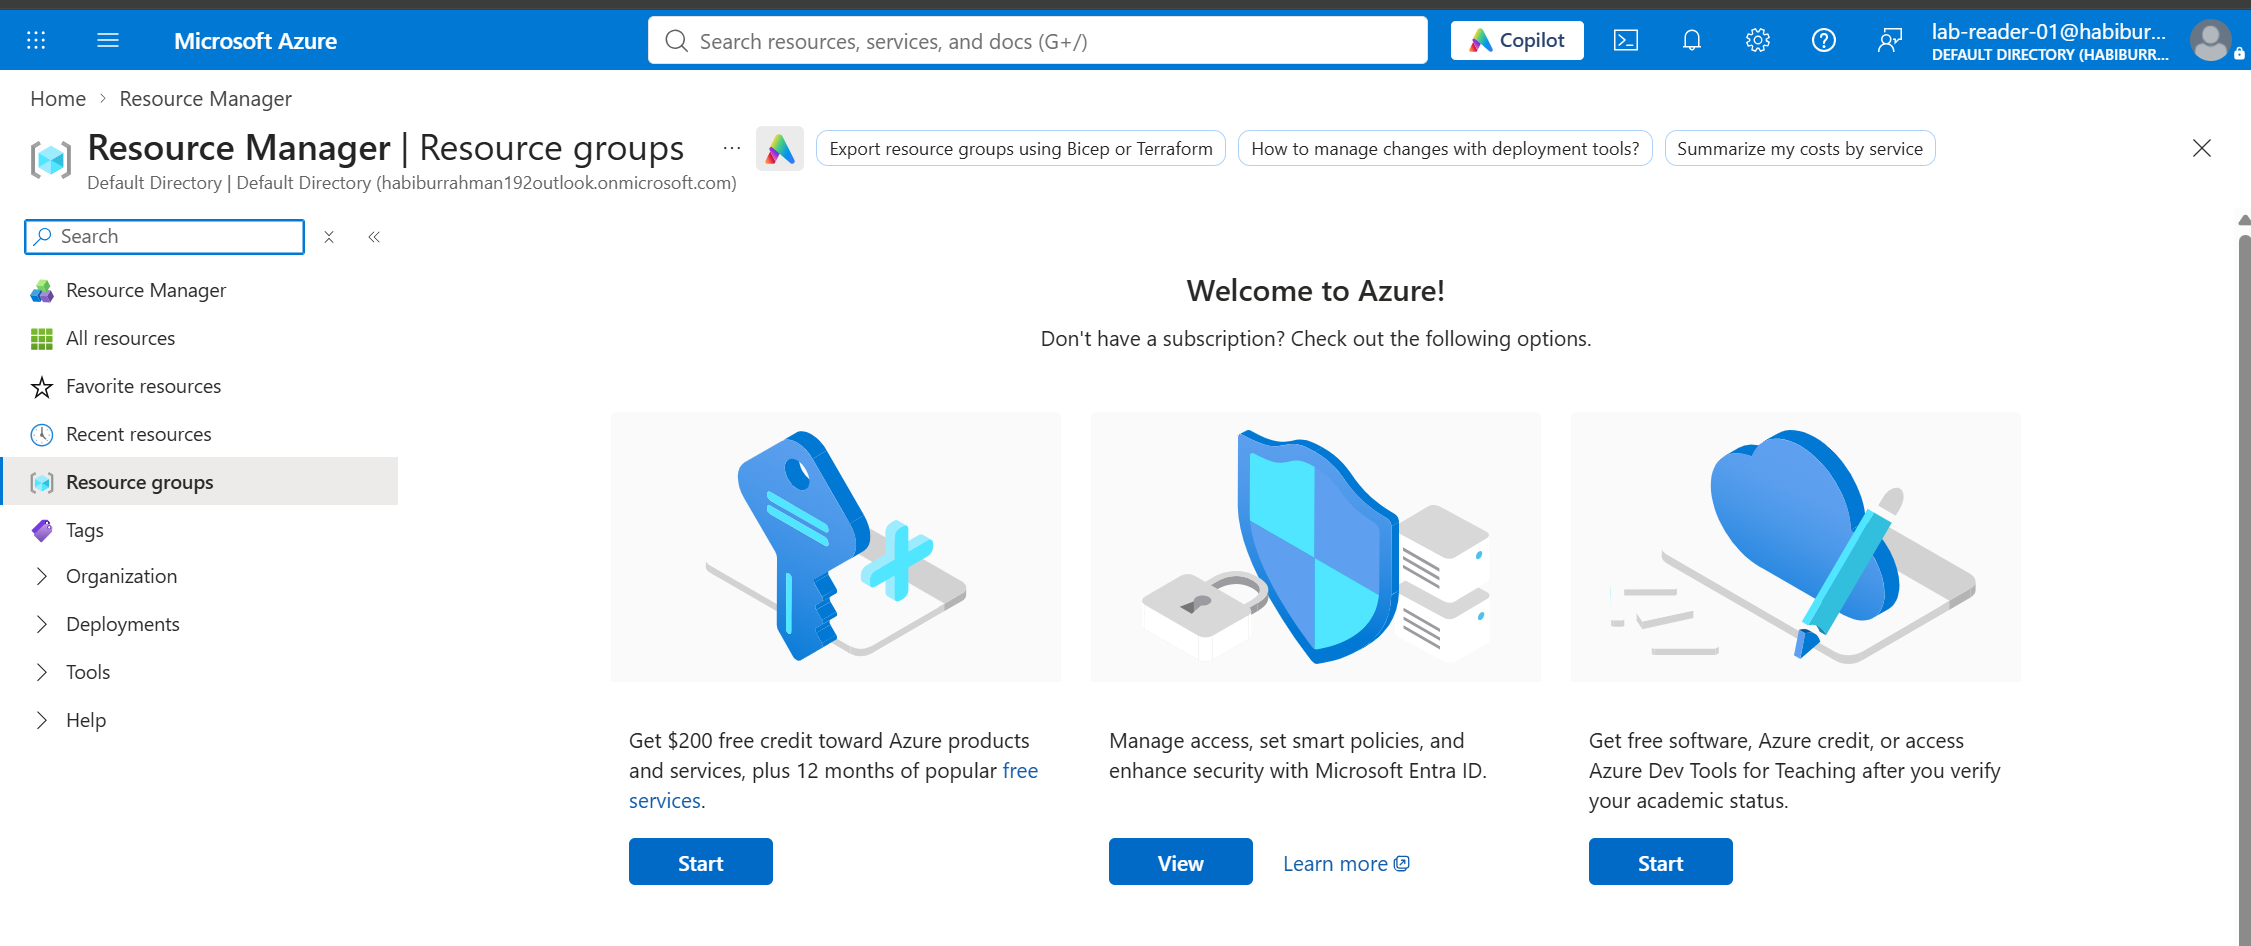 Microsoft Azure
Search resources, services, and docs (G+/)
Copilot
lab-reader-01@habibur...
DEFAULT DIRECTORY (HABIBURR...
Home > Resource Manager
Resource Manager | Resource groups
...
Export resource groups using Bicep or Terraform
How to manage changes with deployment tools?
Summarize my costs by service
Default Directory | Default Directory (habiburrahman192outlook.onmicrosoft.com)
Search
Resource Manager
All resources
Favorite resources
Recent resources
Resource groups
Tags
Organization
Deployments
Tools
Help
Welcome to Azure!
Don't have a subscription? Check out the following options.
Get $200 free credit toward Azure products
and services, plus 12 months of popular free
services.
Start
Manage access, set smart policies, and
enhance security with Microsoft Entra ID.
View
Learn more
Get free software, Azure credit, or access
Azure Dev Tools for Teaching after you verify
your academic status.
Start